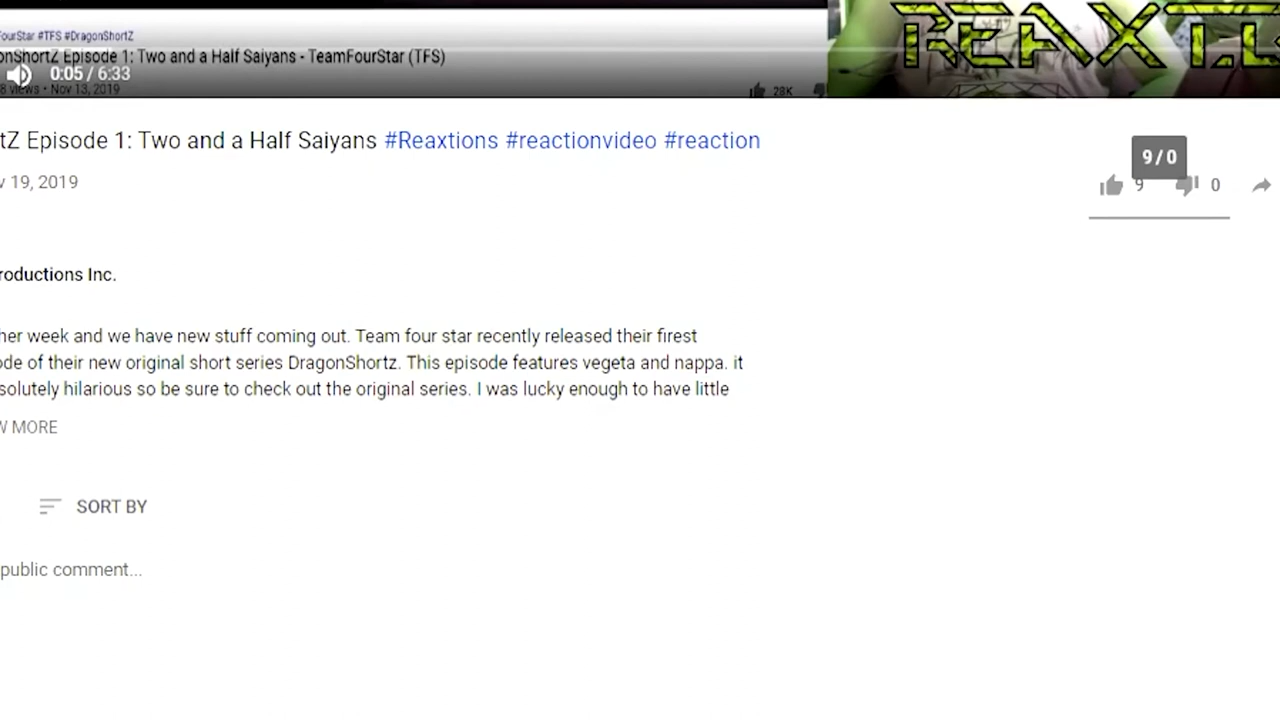 ourStar #TFS #DragonShortZ
REAXTI
onShortZ Episode 1: Two and a Half Saiyans - TeamFourStar (TFS)
0:05 / 6:33
8 views • Nov 13, 2019
28K
tZ Episode 1: Two and a Half Saiyans #Reaxtions #reactionvideo #reaction
9 / 0
v 19, 2019
9
0
roductions Inc.
her week and we have new stuff coming out. Team four star recently released their firest
ode of their new original short series DragonShortz. This episode features vegeta and nappa. it
solutely hilarious so be sure to check out the original series. I was lucky enough to have little
W MORE
SORT BY
public comment...